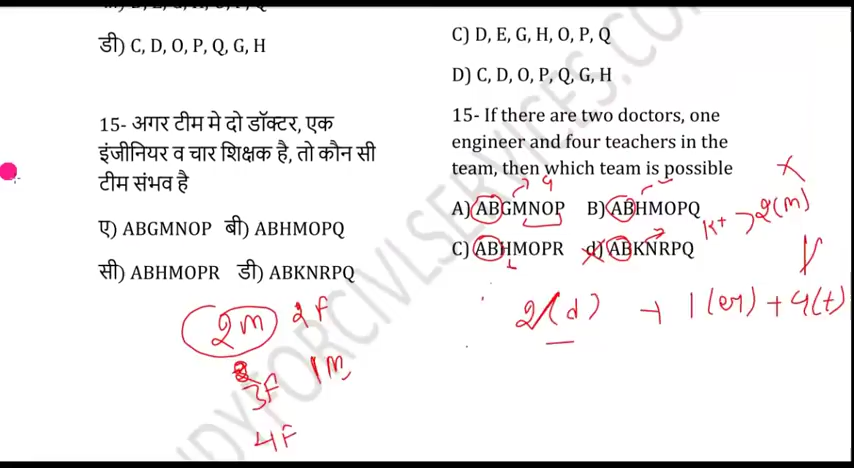 डी) C, D, O, P, Q, G, H
15- अगर टीम मे दो डॉक्टर, एक
इंजीनियर व चार शिक्षक है, तो कौन सी
टीम संभव है
ए) ABGMNOP बी) ABHMOPQ
सी) ABHMOPR डी) ABKNRPQ
2m 2F
3F 1m
4F
C) D, E, G, H, O, P, Q
D) C, D, O, P, Q, G, H
15- If there are two doctors, one
engineer and four teachers in the
team, then which team is possible
A) ABGMNOP B) ABHMOPQ
C) ABHMOPR d) ABKNRPQ
2(m)
2(d) + 1(er) + 4(t)